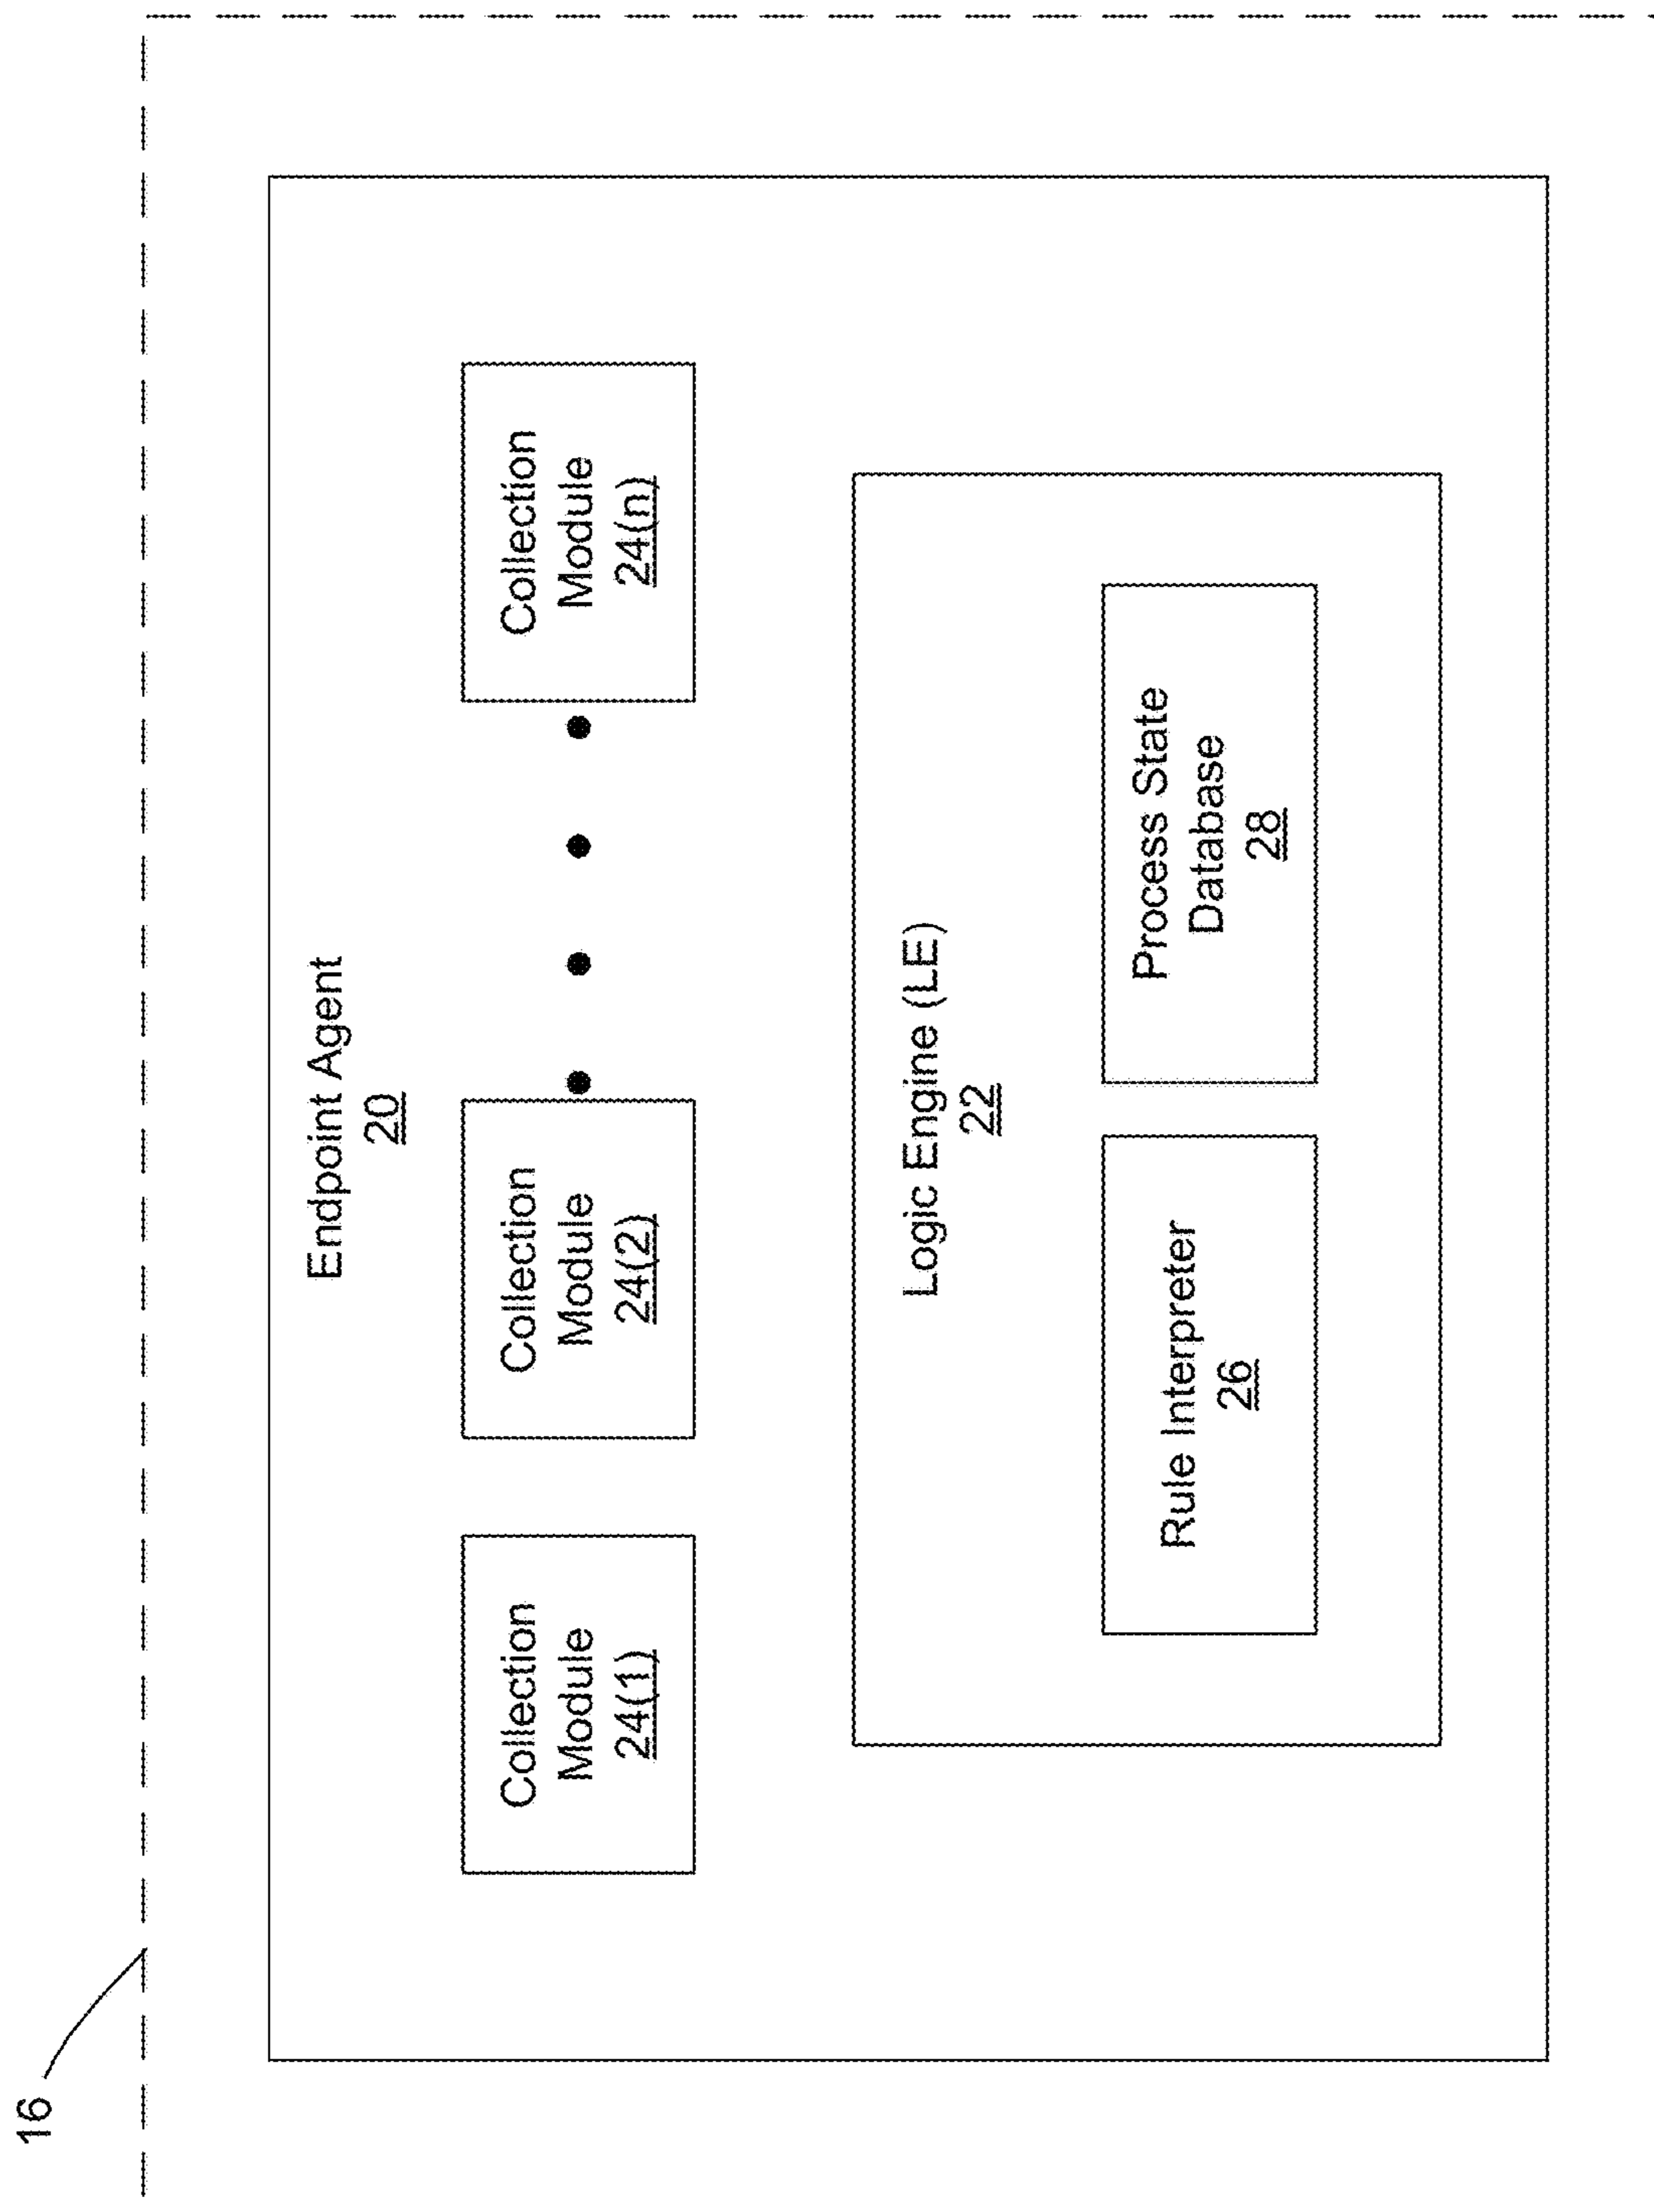 16
Endpoint Agent
20
Collection
Module
24(1)
Collection
Module
24(2)
Collection
Module
24(n)
Logic Engine (LE)
22
Rule Interpreter
26
Process State
Database
28